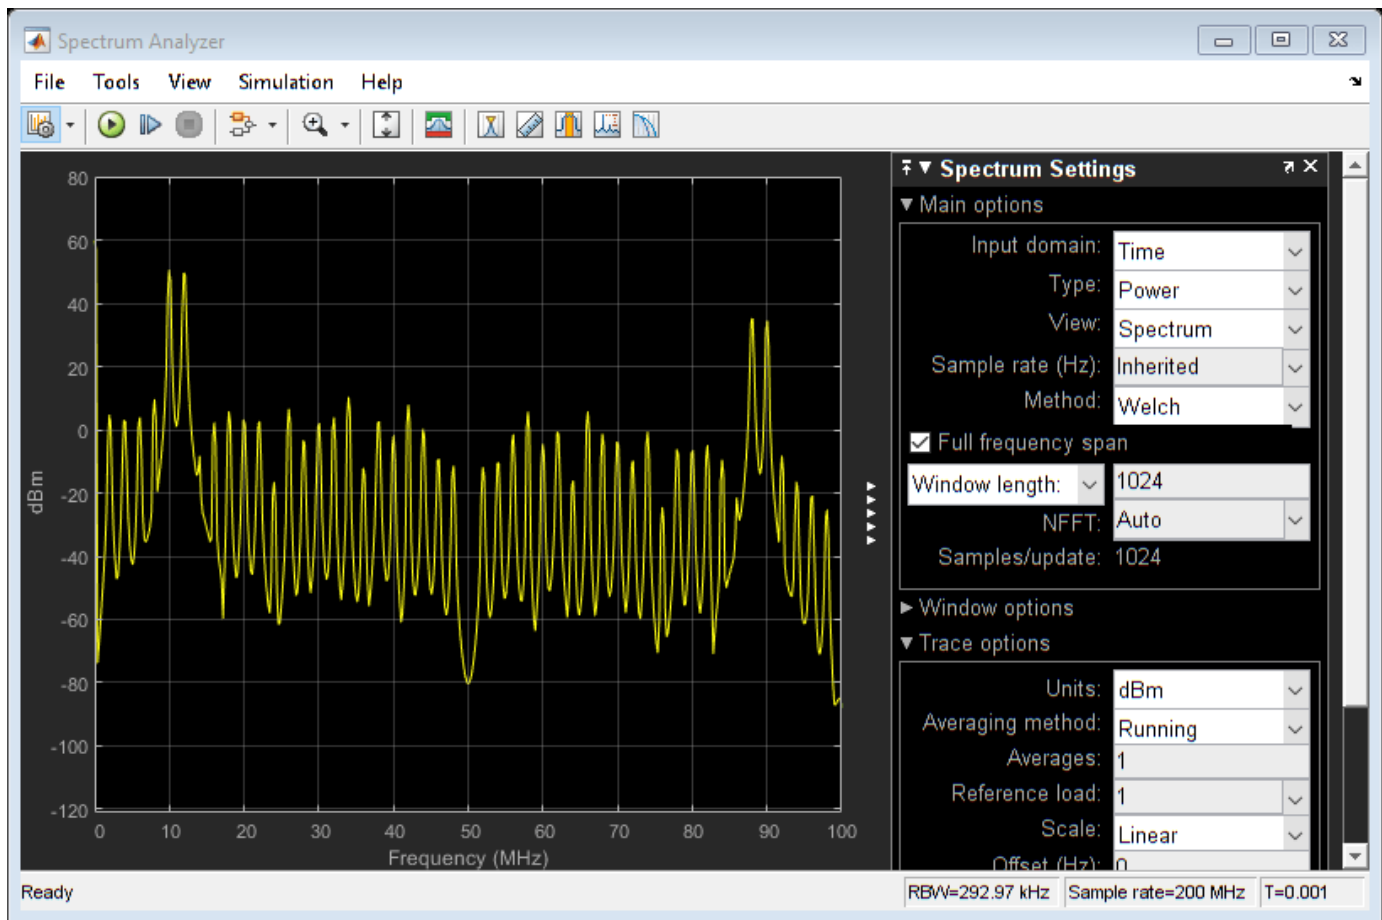 Spectrum Analyzer
File Tools View Simulation Help
Spectrum Settings
Main options
Input domain: Time
Type: Power
View: Spectrum
Sample rate (Hz): Inherited
Method: Welch
Full frequency span
Window length: 1024
NFFT: Auto
Samples/update: 1024
Window options
Trace options
Units: dBm
Averaging method: Running
Averages: 1
Reference load: 1
Scale: Linear
Offset (Hz): 0
80
60
40
20
0
-20
-40
-60
-80
-100
-120
dBm
0 10 20 30 40 50 60 70 80 90 100
Frequency (MHz)
Ready
RBW=292.97 kHz Sample rate=200 MHz T=0.001